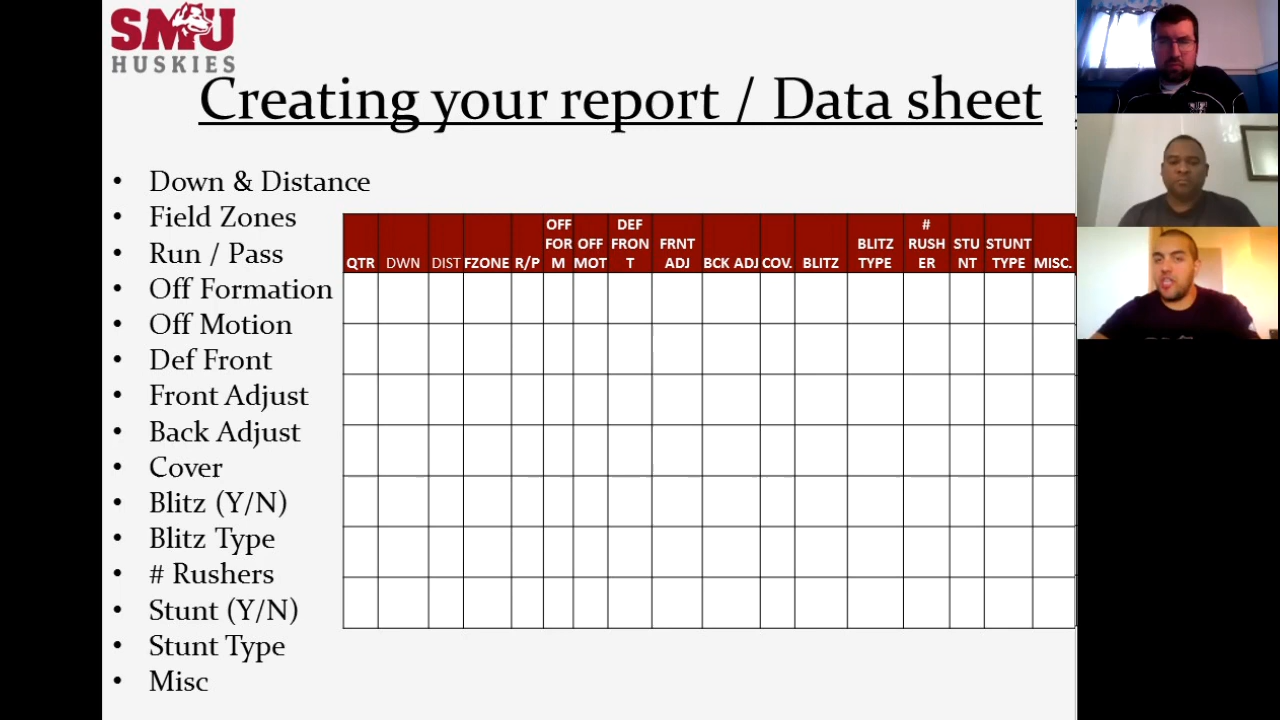 SMU
HUSKIES
Creating your report / Data sheet
• Down & Distance
• Field Zones
• Run / Pass
• Off Formation
• Off Motion
• Def Front
• Front Adjust
• Back Adjust
• Cover
• Blitz (Y/N)
• Blitz Type
• # Rushers
• Stunt (Y/N)
• Stunt Type
• Misc
QTR
DWN
DIST
FZONE
R/P
OFF
FOR
M
OFF
MOT
DEF
FRON
T
FRNT
ADJ
BCK ADJ
COV.
BLITZ
BLITZ
TYPE
#
RUSH
ER
STU
NT
STUNT
TYPE
MISC.